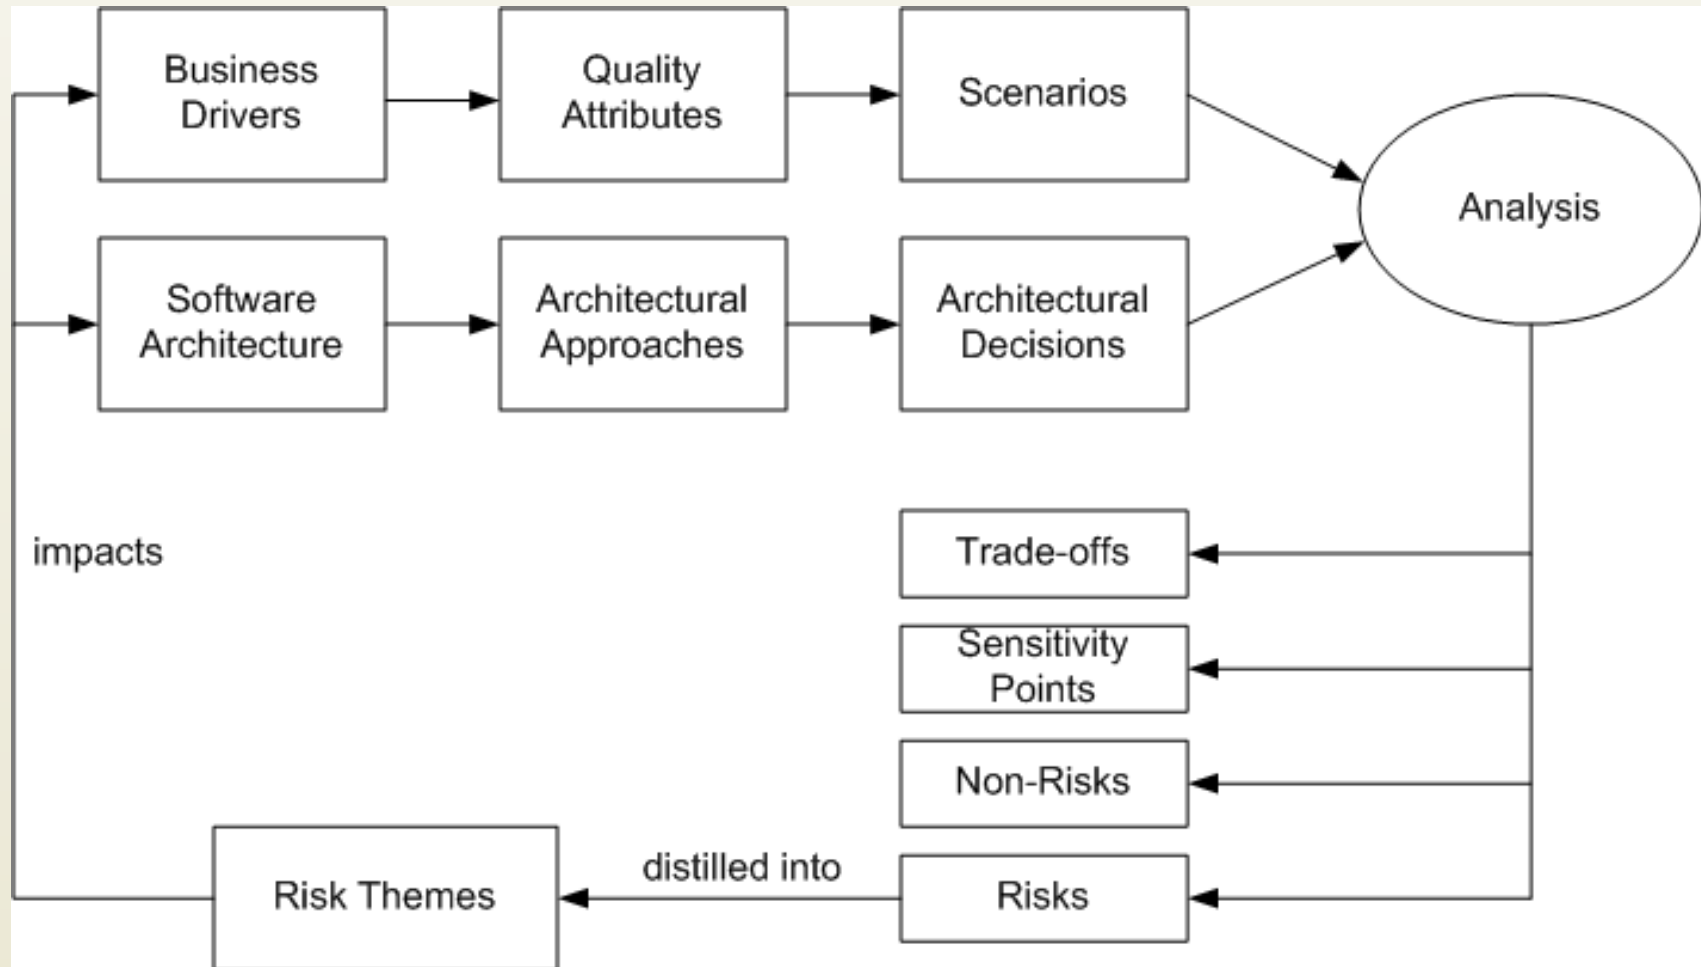 Business
Drivers
Quality
Attributes
Scenarios
Analysis
Software
Architecture
Architectural
Approaches
Architectural
Decisions
impacts
Trade-offs
Sensitivity
Points
Non-Risks
Risk Themes
distilled into
Risks